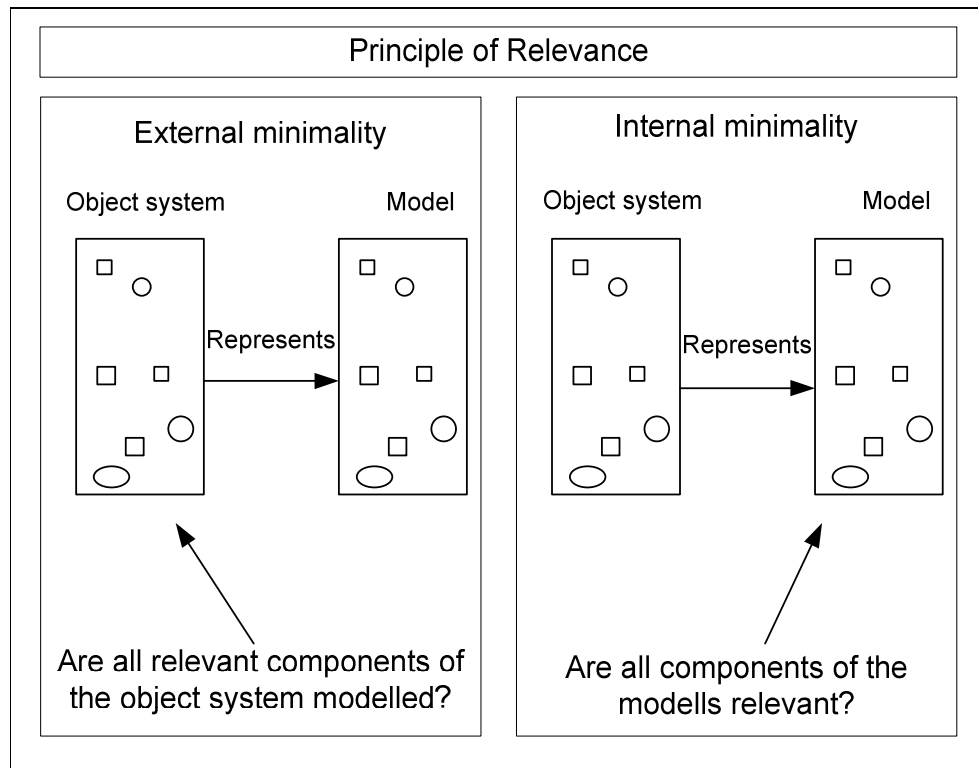 Principle of Relevance
External minimality
Object system
Model
Represents
Are all relevant components of
the object system modelled?
Internal minimality
Object system
Model
Represents
Are all components of the
modells relevant?